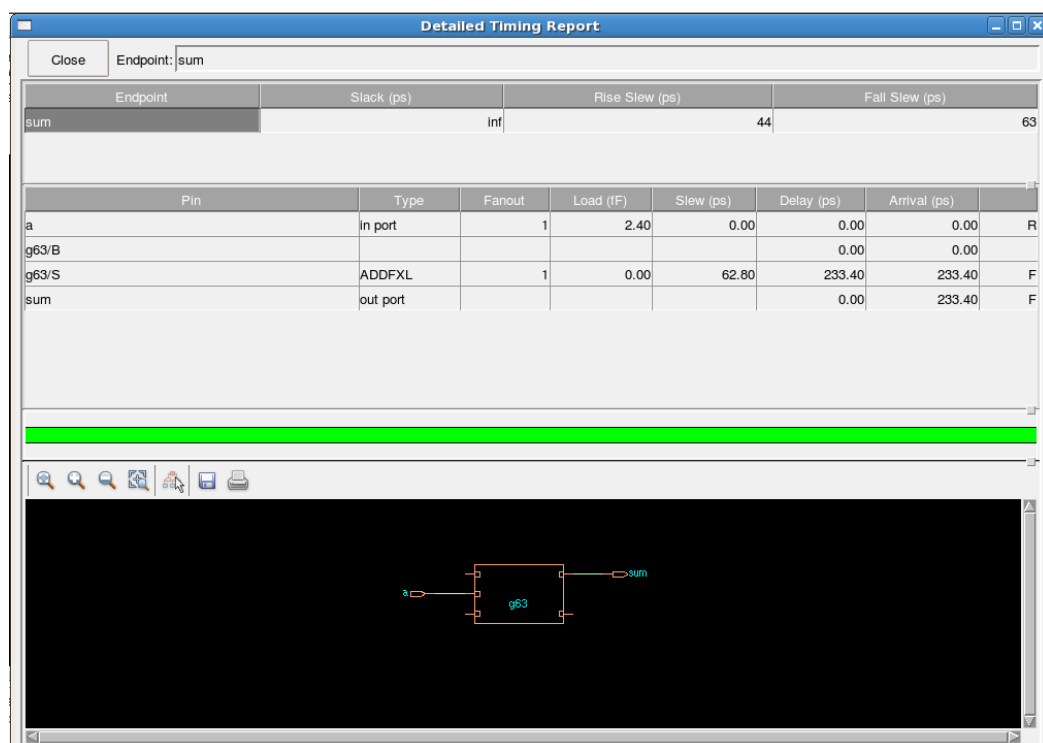 Detailed Timing Report
Close Endpoint: sum
Endpoint Slack (ps) Rise Slew (ps) Fall Slew (ps)
sum inf 44 63
Pin Type Fanout Load (fF) Slew (ps) Delay (ps) Arrival (ps)
a in port 1 2.40 0.00 0.00 0.00 R
g63/B 0.00 0.00
g63/S ADDFXL 1 0.00 62.80 233.40 233.40 F
sum out port 0.00 233.40 F
sum
a
g63